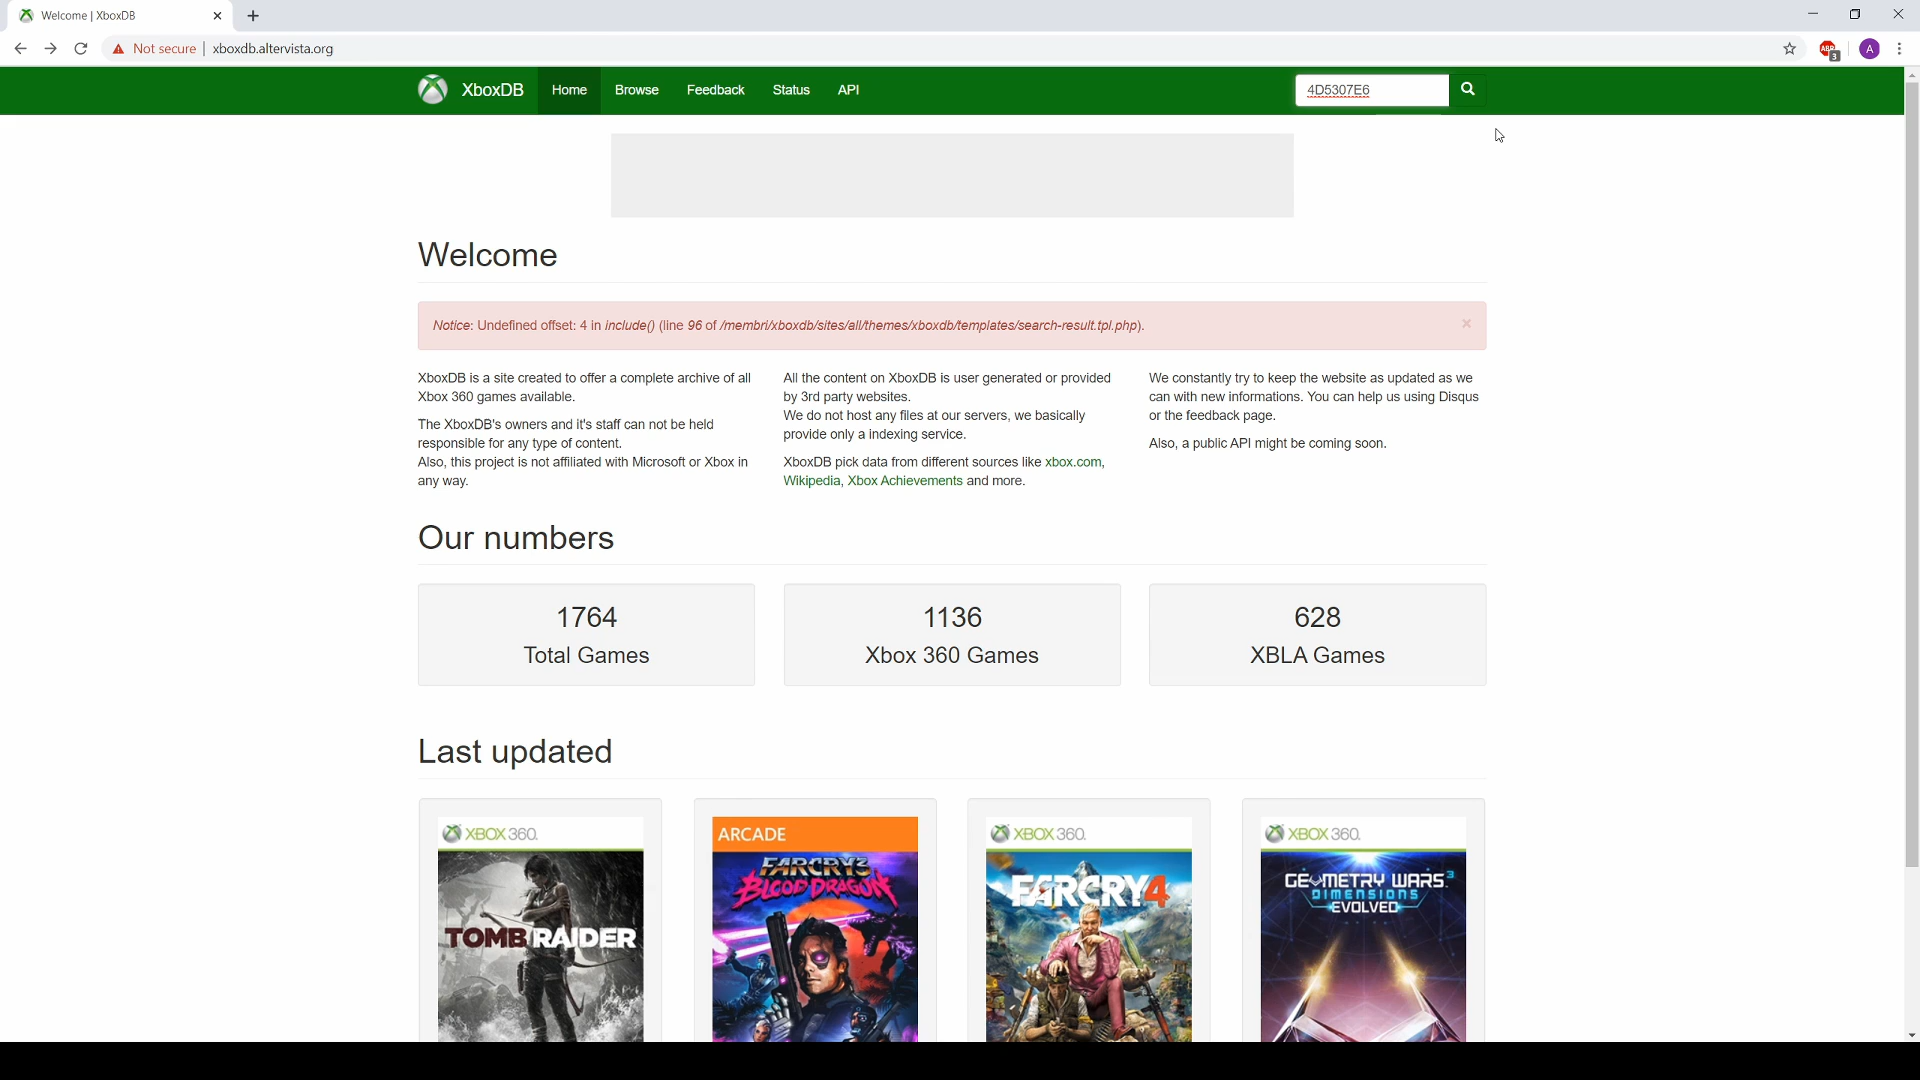 Welcome | XboxDB
Not secure | xboxdb.altervista.org
ABP
3
A
XboxDB Home Browse Feedback Status API 4D5307E6
Welcome
Notice: Undefined offset: 4 in include() (line 96 of /membri/xboxdb/sites/all/themes/xboxdb/templates/search-result.tpl.php).
×
XboxDB is a site created to offer a complete archive of all
Xbox 360 games available.
The XboxDB's owners and it's staff can not be held
responsible for any type of content.
Also, this project is not affiliated with Microsoft or Xbox in
any way.
All the content on XboxDB is user generated or provided
by 3rd party websites.
We do not host any files at our servers, we basically
provide only a indexing service.
XboxDB pick data from different sources like xbox.com,
Wikipedia, Xbox Achievements and more.
We constantly try to keep the website as updated as we
can with new informations. You can help us using Disqus
or the feedback page.
Also, a public API might be coming soon.
Our numbers
1764
Total Games
1136
Xbox 360 Games
628
XBLA Games
Last updated
XBOX 360.
TOMB RAIDER
ARCADE
FARCRY3
BLOOD DRAGON
XBOX 360.
FARCRY4
XBOX 360.
GEOMETRY WARS 3
DIMENSIONS
EVOLVED